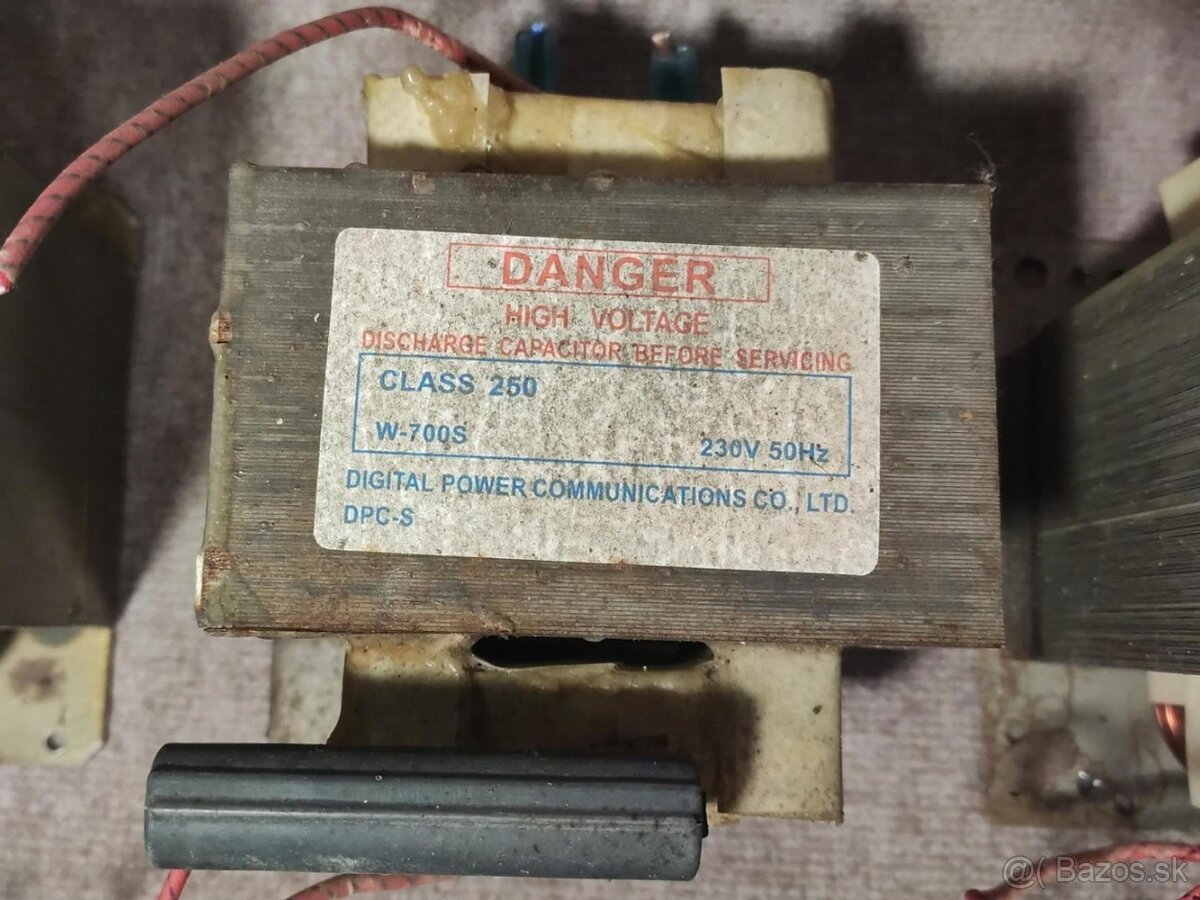 DANGER
HIGH VOLTAGE
DISCHARGE CAPACITOR BEFORE SERVICING
CLASS 250
W-700S 230V 50Hz
DIGITAL POWER COMMUNICATIONS CO., LTD.
DPC-S
@( Bazos.sk